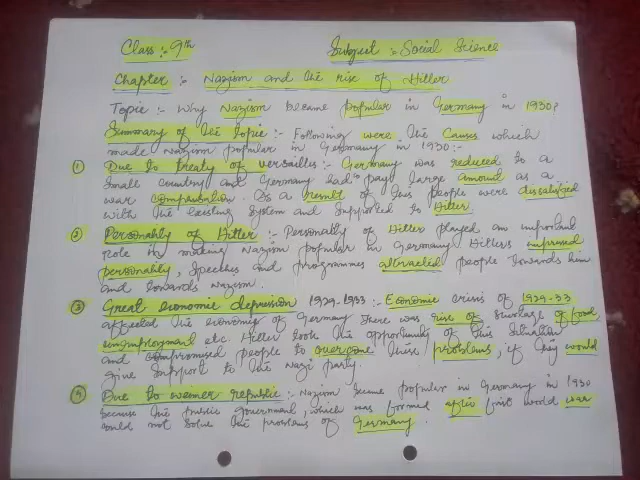 Class :- 9th Subject :- Social Science
Chapter :- Nazism and the rise of Hitler
Topic :- Why Nazism became popular in Germany in 1930?
Summary of the topic :- Following were the causes which
made Nazism popular in Germany in 1930:-
① Due to treaty of versailles :- Germany was reduced to a
small country and Germany had pay large amount as a
war compensation. As a result of this people were dissatisfied
with the existing system and supported to Hitler.
② Personality of Hitler :- Personality of Hitler played an important
role in making Nazism popular in Germany. Hitlers
personality, speeches and programmes attracted people towards him
and towards Nazism.
③ Great economic depression 1929-1933 :- Economic crisis of 1929-33
affected the economy of Germany there was rise of shortage of food,
unemployment etc. Hitler took the opportunity of this situation
and people to overcome these problems, if they would
give support to the Nazi party.
④ Due to weimer republic :- Nazism became popular in Germany in 1930
because the government, which was formed after first world war
could not solve the problems of Germany.